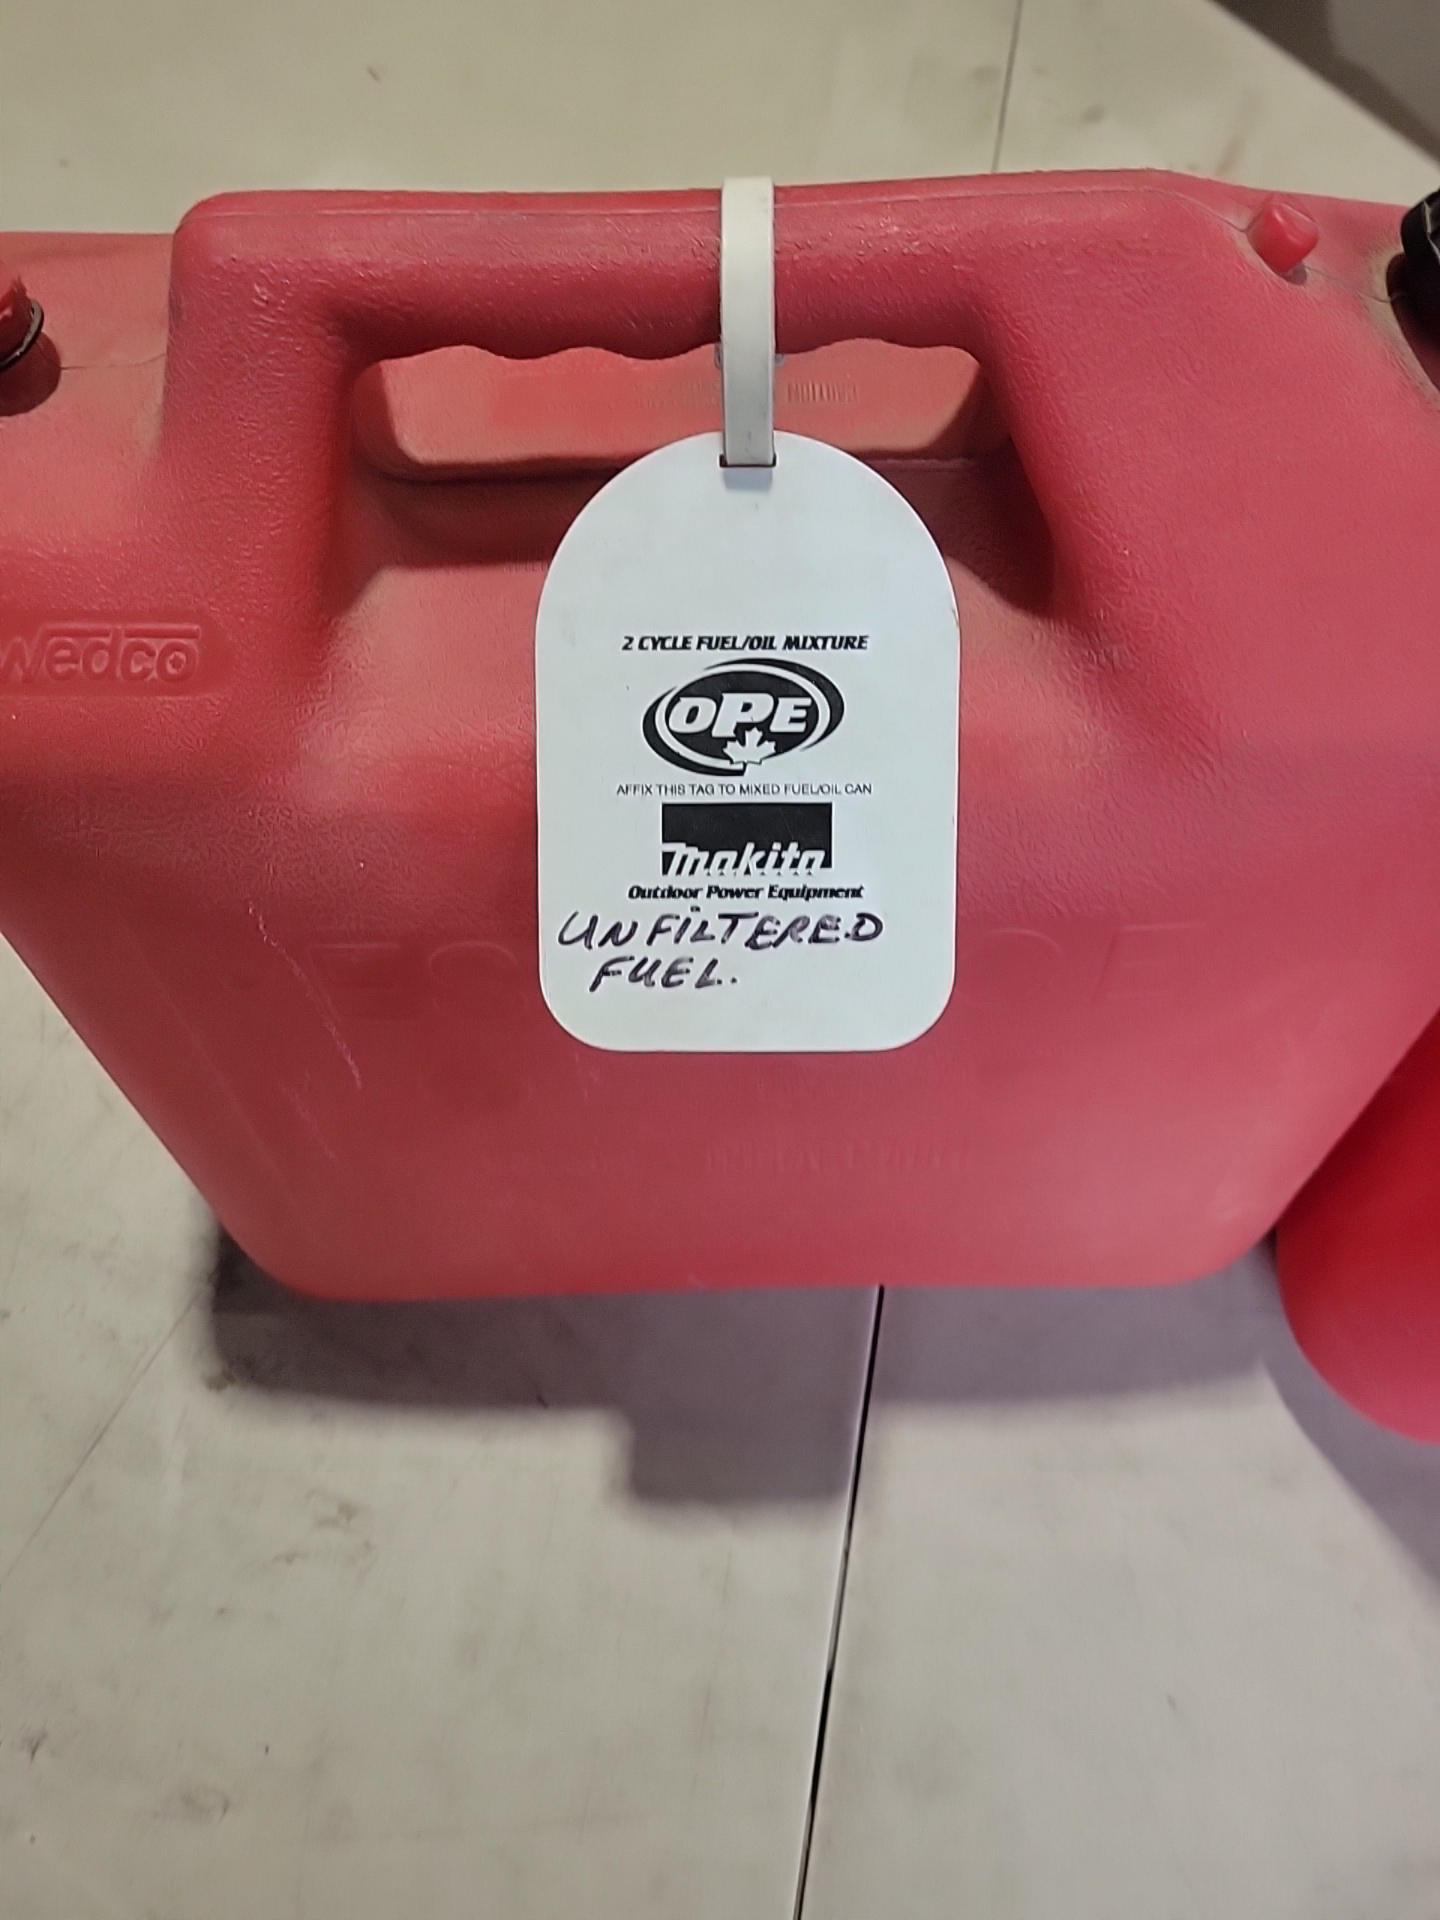 Wedco
2 CYCLE FUEL/OIL MIXTURE
OPE
AFFIX THIS TAG TO MIXED FUEL/OIL CAN
makita
Outdoor Power Equipment
UNFILTERED
FUEL.